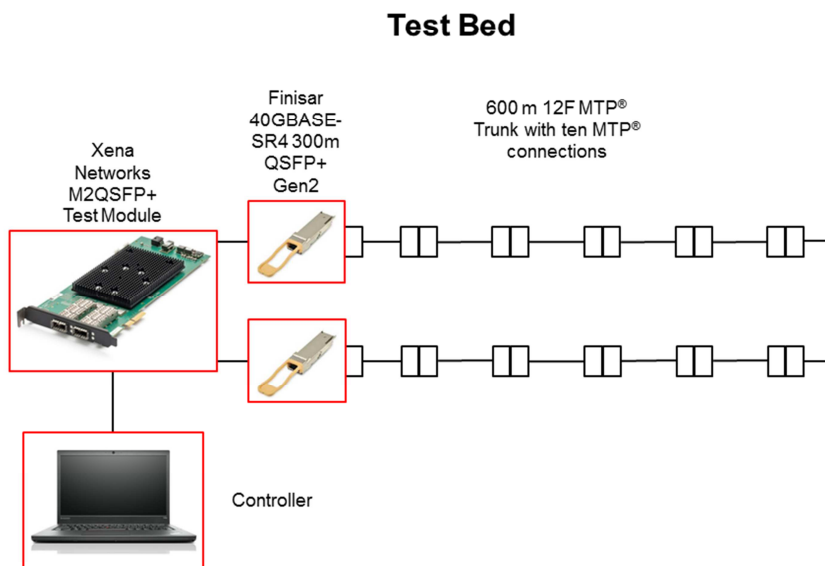 Test Bed
Finisar
40GBASE-
SR4 300m
QSFP+
Gen2
600 m 12F MTP®
Trunk with ten MTP®
connections
Xena
Networks
M2QSFP+
Test Module
Controller